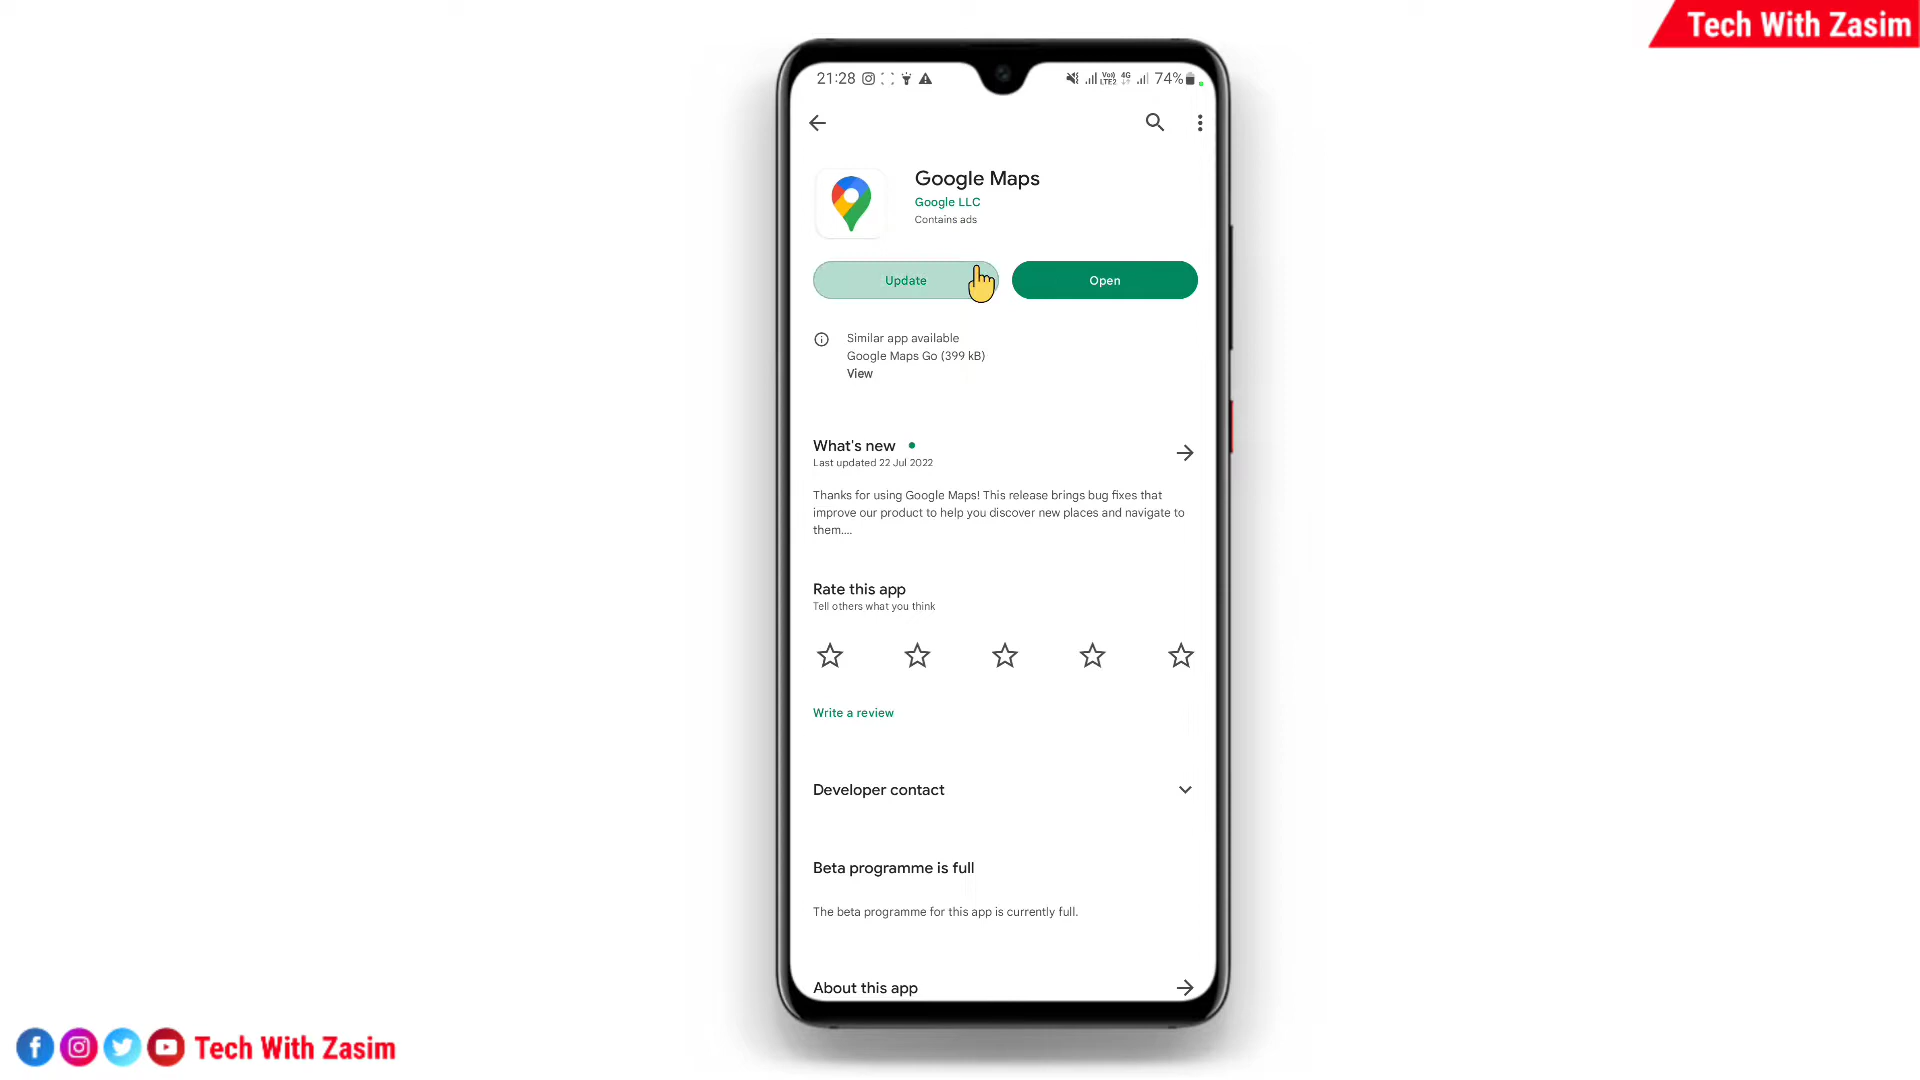 Tech With Zasim
21:28
74%
Google Maps
Google LLC
Contains ads
Update
Open
Similar app available
Google Maps Go (399 kB)
View
What's new
Last updated 22 Jul 2022
Thanks for using Google Maps! This release brings bug fixes that
improve our product to help you discover new places and navigate to
them....
Rate this app
Tell others what you think
Write a review
Developer contact
Beta programme is full
The beta programme for this app is currently full.
About this app
Tech With Zasim